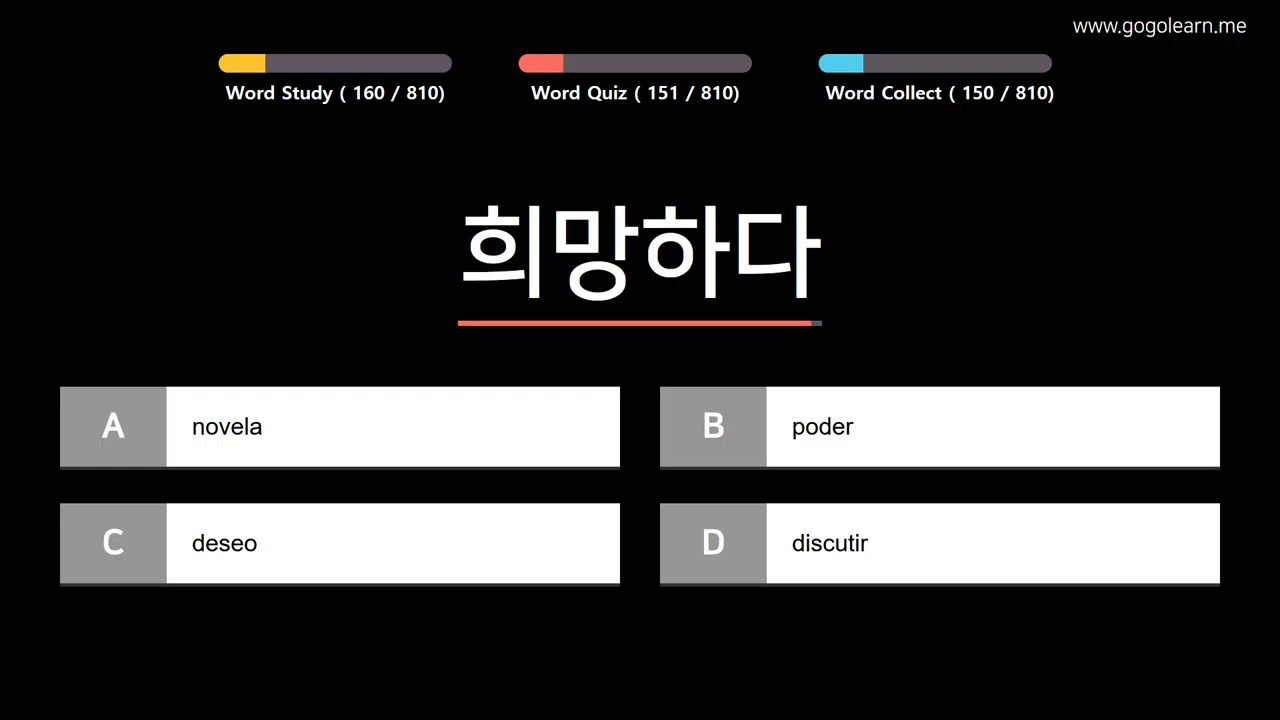 www.gogolearn.me
Word Study ( 160 / 810)
Word Quiz ( 151 / 810)
Word Collect ( 150 / 810)
희망하다
A novela
B poder
C deseo
D discutir